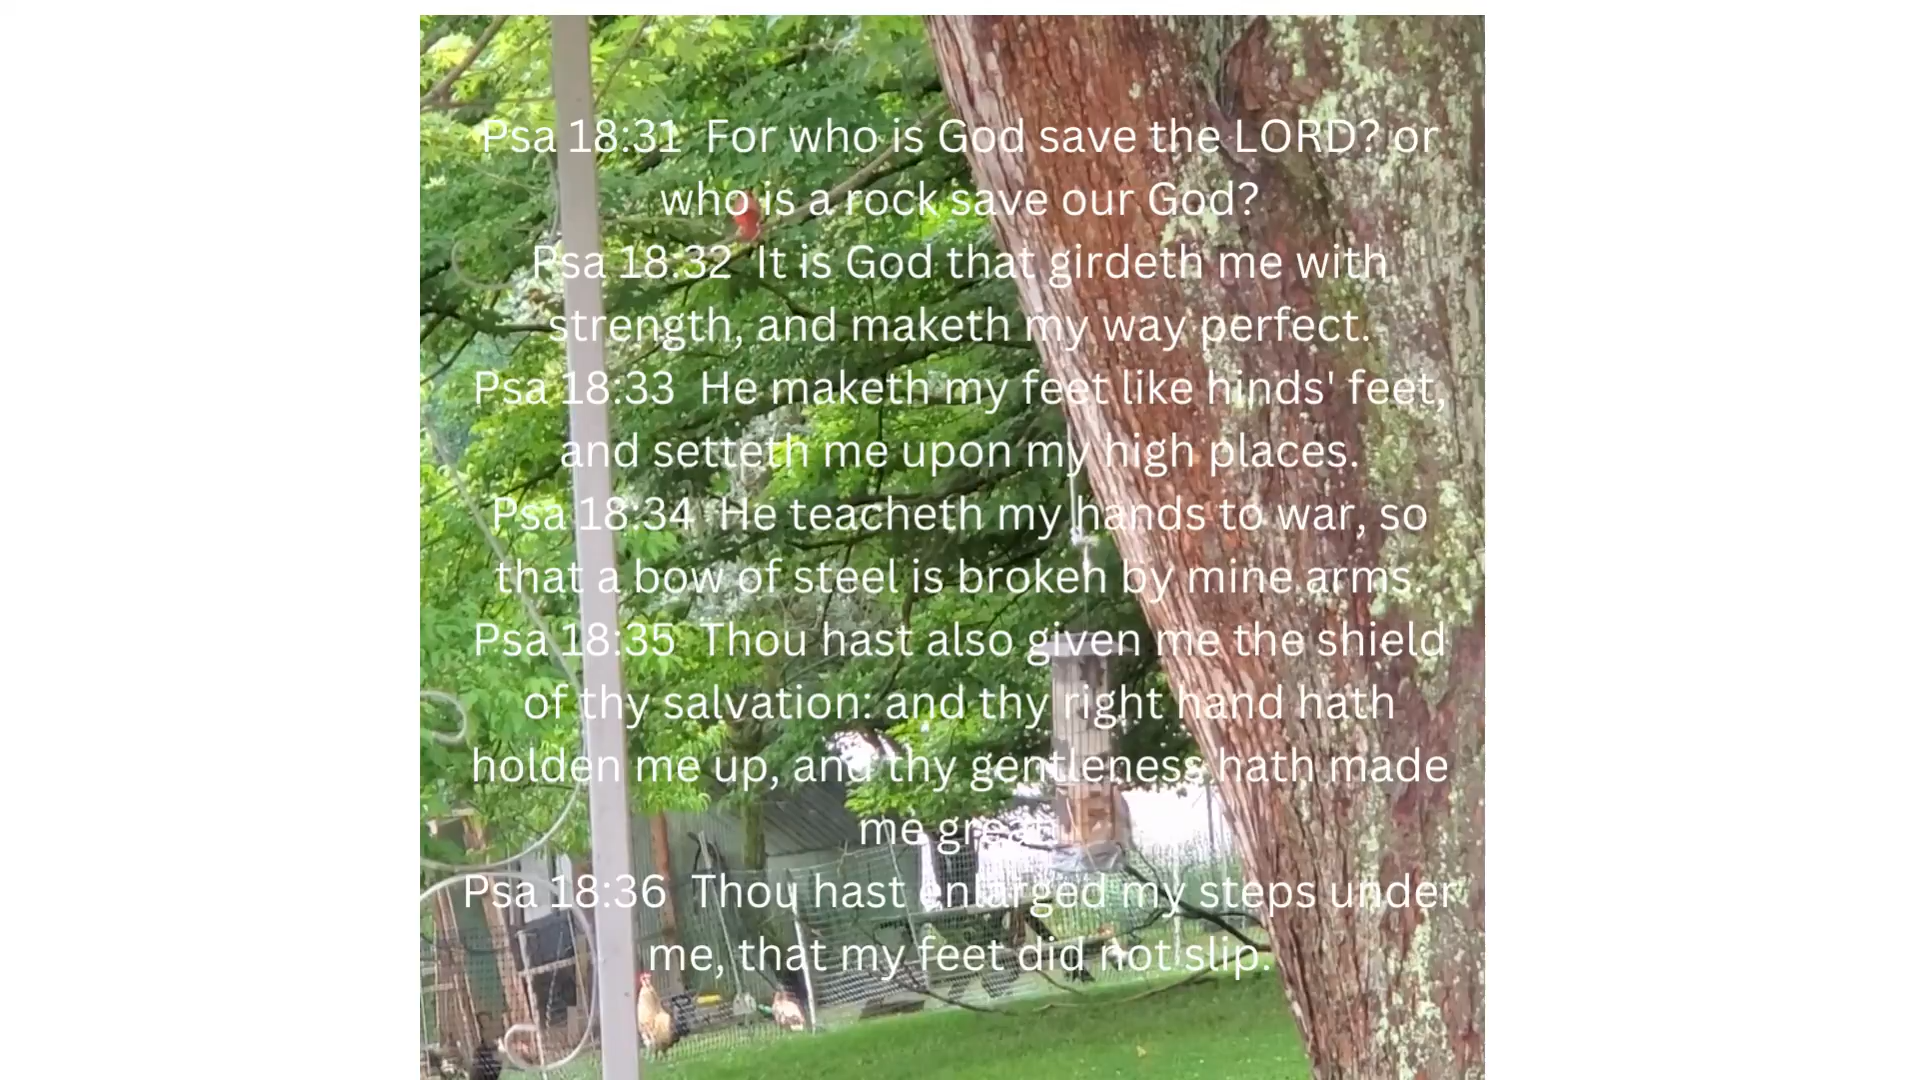 Psa 18:31 For who is God save the LORD? or
who is a rock save our God?
Psa 18:32 It is God that girdeth me with
strength, and maketh my way perfect.
Psa 18:33 He maketh my feet like hinds' feet,
and setteth me upon my high places.
Psa 18:34 He teacheth my hands to war, so
that a bow of steel is broken by mine arms.
Psa 18:35 Thou hast also given me the shield
of thy salvation: and thy right hand hath
holden me up, and thy gentleness hath made
me great.
Psa 18:36 Thou hast enlarged my steps under
me, that my feet did not slip.